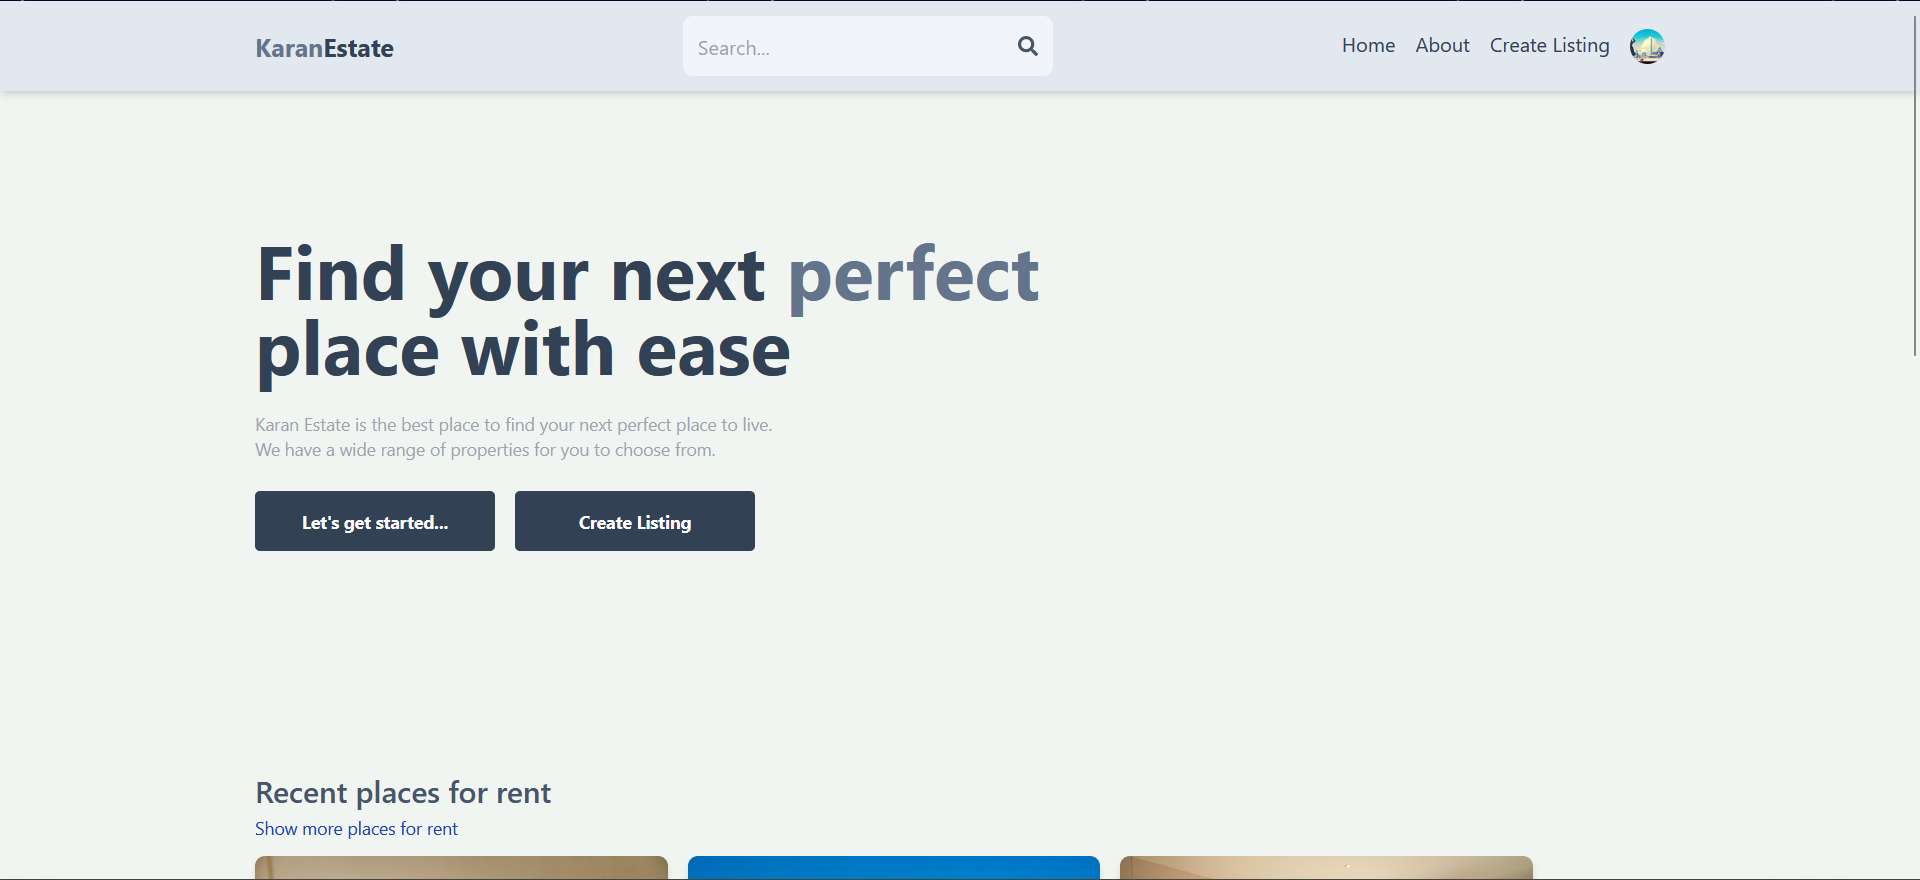 KaranEstate
Search...
Home
About
Create Listing
Find your next perfect
place with ease
Karan Estate is the best place to find your next perfect place to live.
We have a wide range of properties for you to choose from.
Let's get started...
Create Listing
Recent places for rent
Show more places for rent